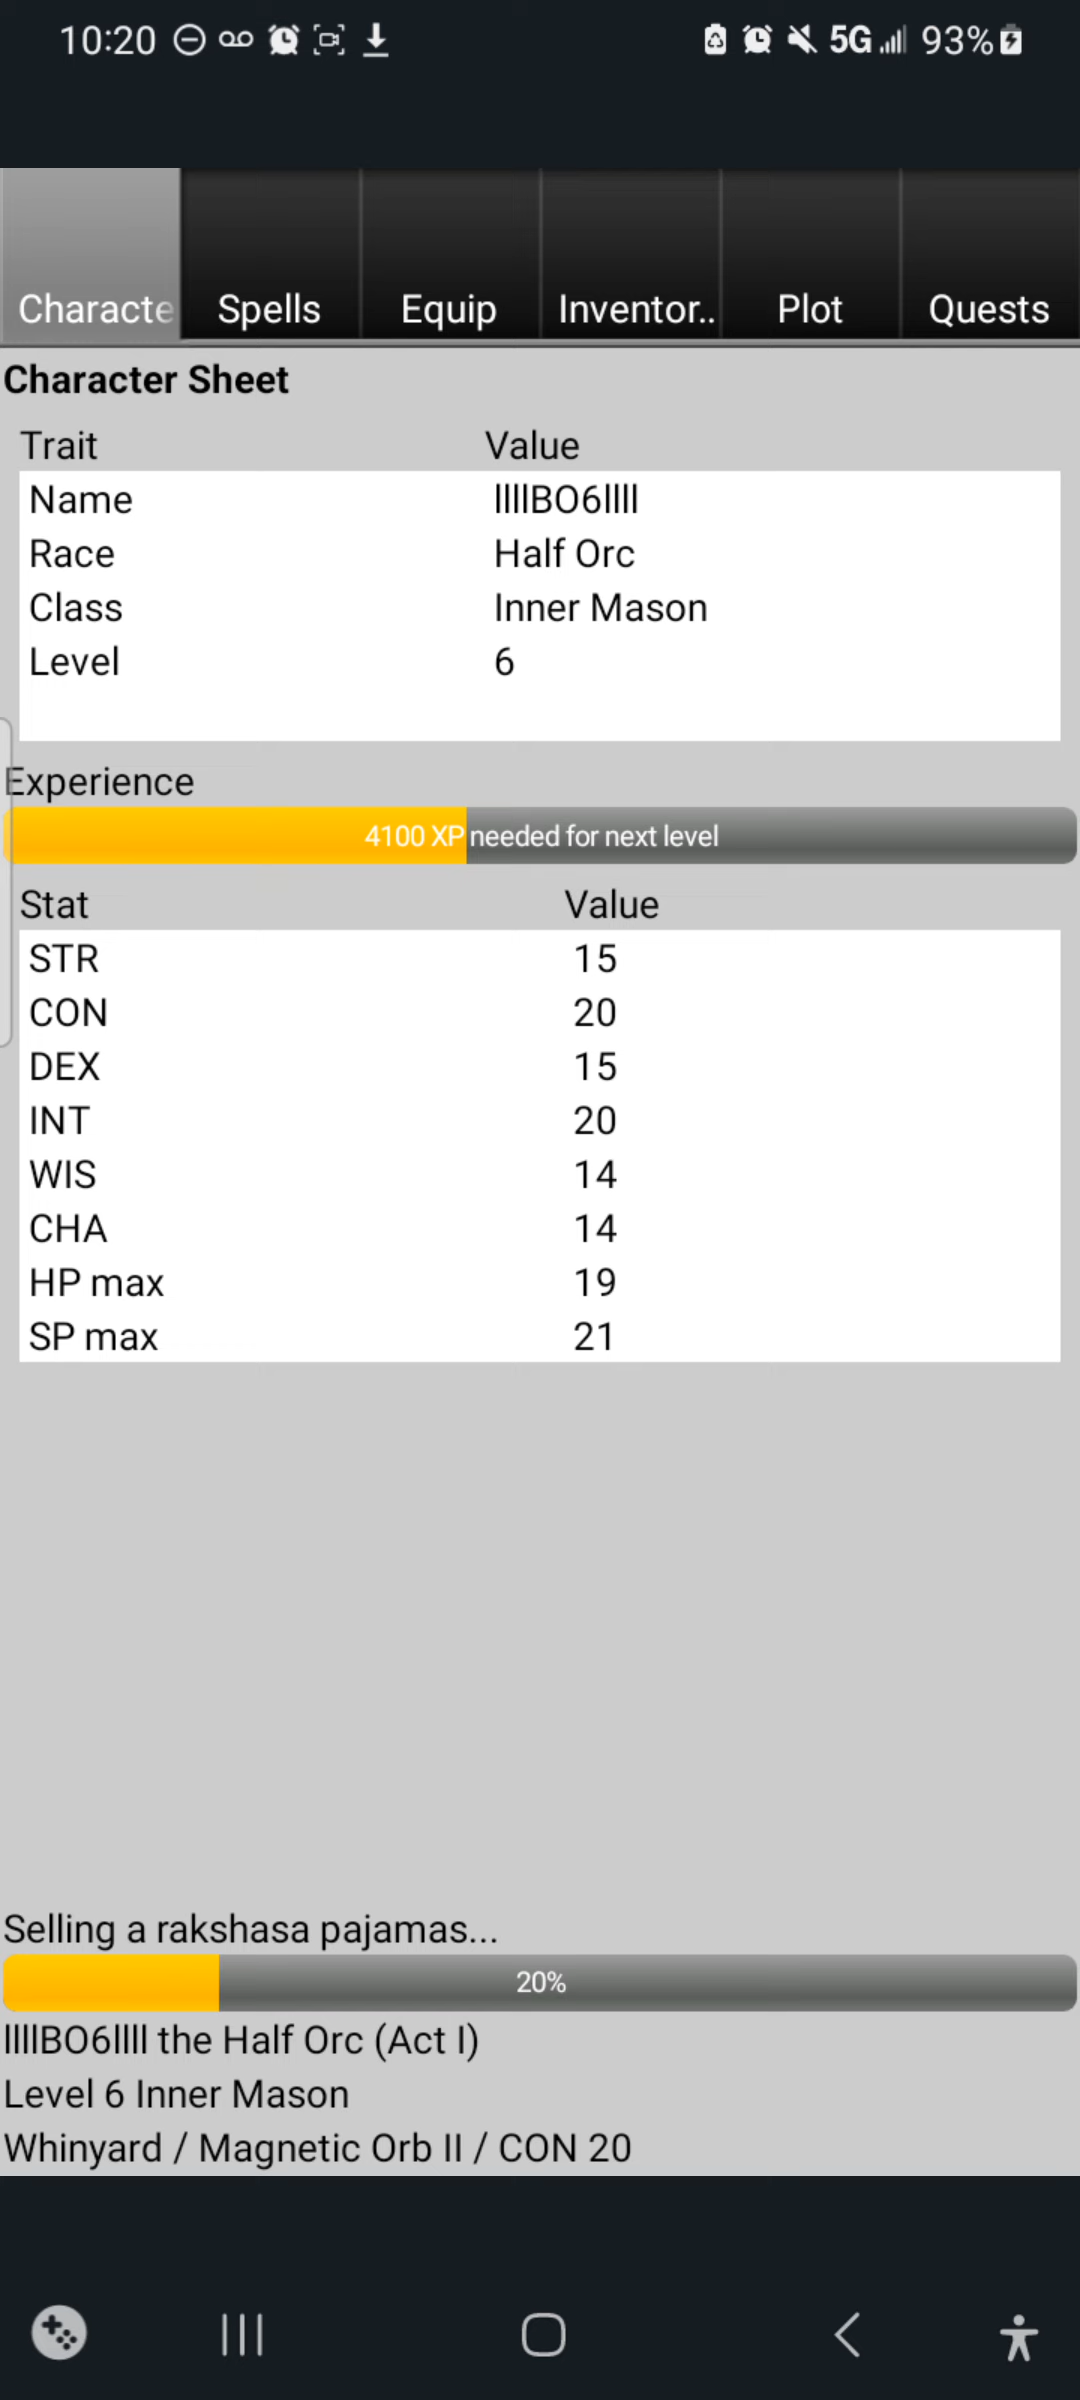 10:20 5G 93%
Characte Spells Equip Inventor.. Plot Quests
Character Sheet
Trait Value
Name llllBO6llll
Race Half Orc
Class Inner Mason
Level 6
Experience
4100 XP needed for next level
Stat Value
STR 15
CON 20
DEX 15
INT 20
WIS 14
CHA 14
HP max 19
SP max 21
Selling a rakshasa pajamas...
20%
llllBO6llll the Half Orc (Act I)
Level 6 Inner Mason
Whinyard / Magnetic Orb II / CON 20